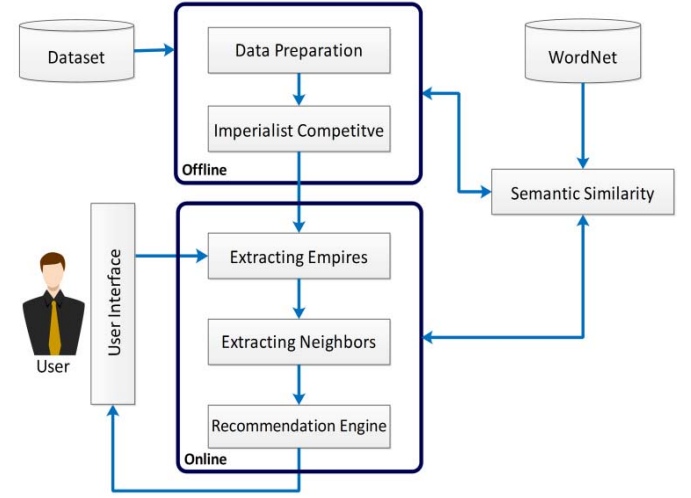 Dataset
Data Preparation
WordNet
Imperialist Competitve
Offline
Semantic Similarity
User Interface
Extracting Empires
Extracting Neighbors
User
Recommendation Engine
Online